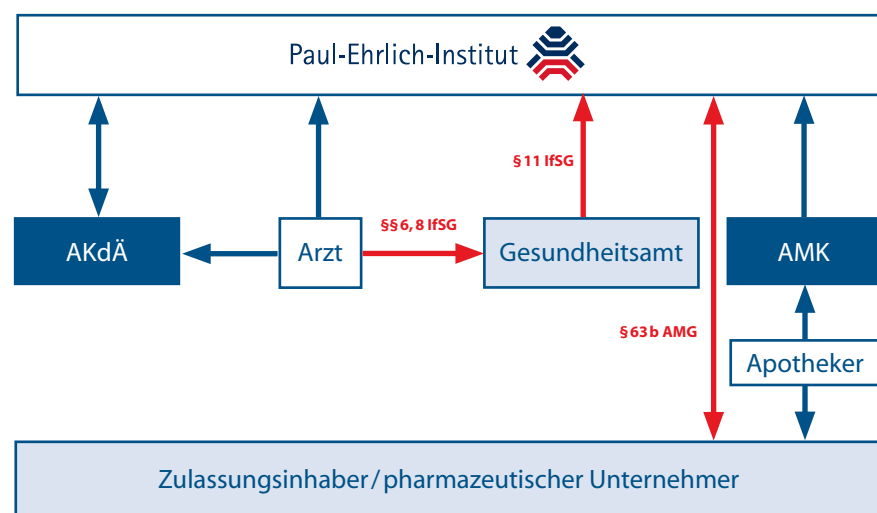 Paul-Ehrlich-Institut
§ 11 IfSG
§§ 6, 8 IfSG
AKdÄ
Arzt
Gesundheitsamt
AMK
§ 63 b AMG
Apotheker
Zulassungsinhaber / pharmazeutischer Unternehmer